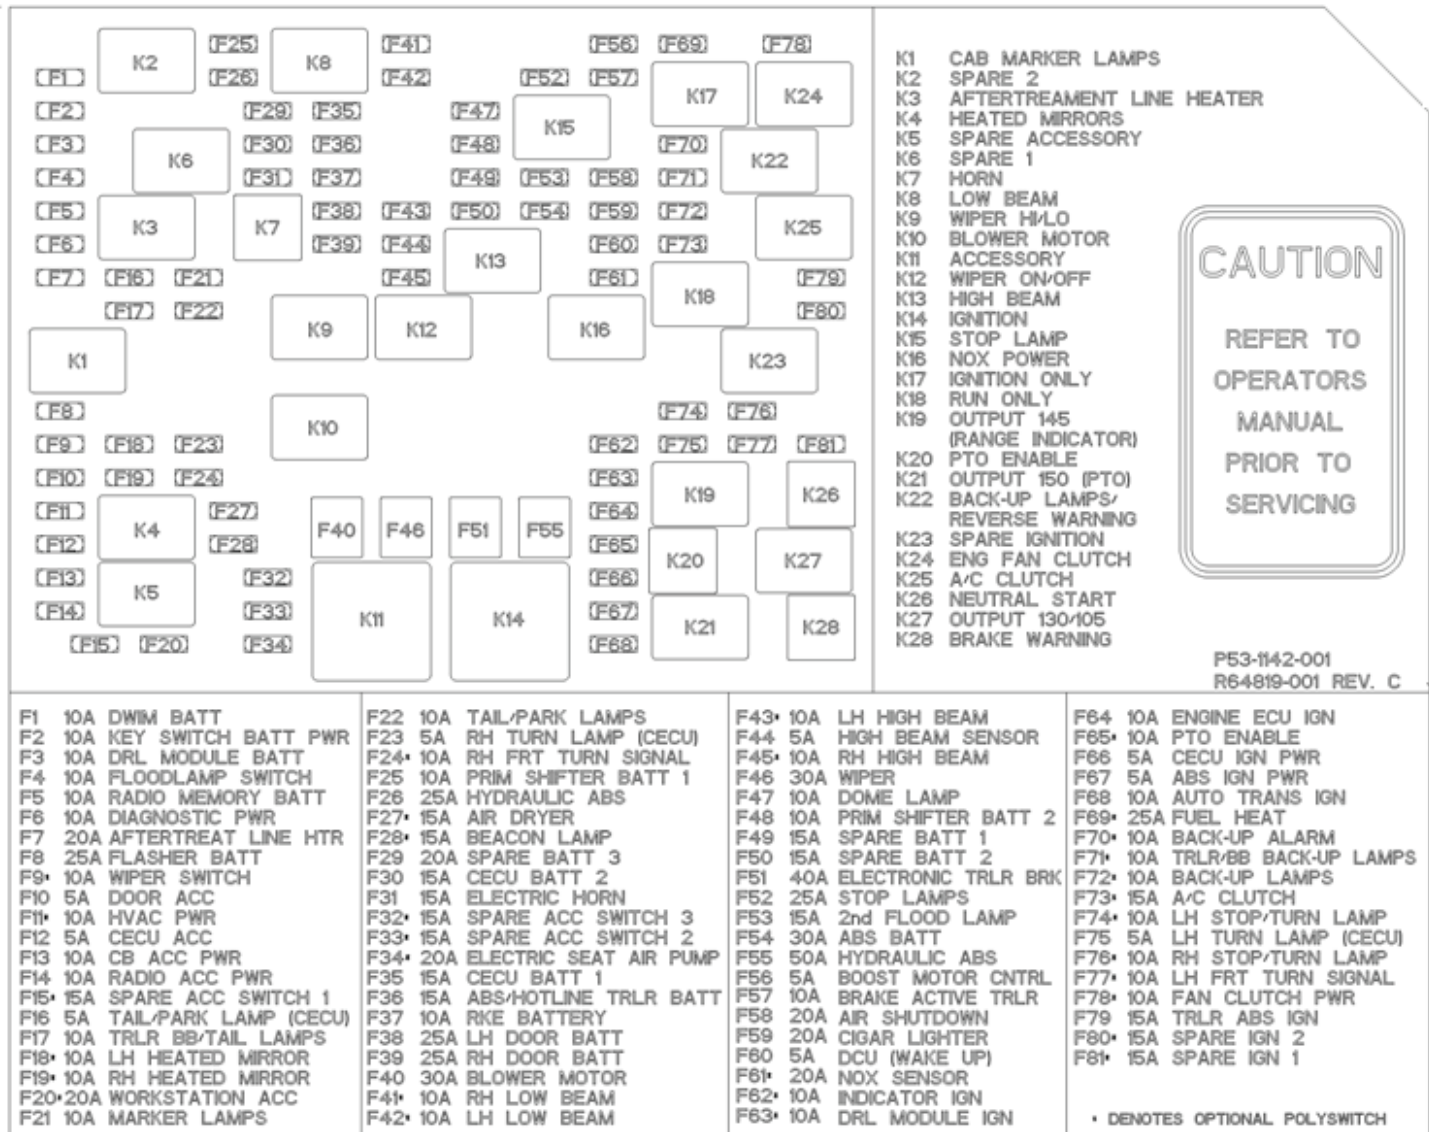 F25 F41 F56 F69 F78
K2 K8
F1 F26 F42 F52 F57
K17 K24
F2 F29 F35 F47
K15
F3 F30 F36 F48 F70
K6 K22
F4 F31 F37 F49 F53 F58 F71
F5 F38 F43 F50 F54 F59 F72
K3 K7 K25
F6 F39 F44 F60 F73
K13
F7 F16 F21 F45 F61 F79
K18
F17 F22 F80
K9 K12 K16
K1 K23
F8 F74 F76
K10
F9 F18 F23 F62 F75 F77 F81
F10 F19 F24 F63
K19 K26
F11 F27 F64
K4 F40 F46 F51 F55
F12 F28 F65
K20 K27
F13 F32 F66
K5
F14 F33 F67
K11 K14 K21 K28
F15 F20 F34 F68
K1 CAB MARKER LAMPS
K2 SPARE 2
K3 AFTERTREAMENT LINE HEATER
K4 HEATED MIRRORS
K5 SPARE ACCESSORY
K6 SPARE 1
K7 HORN
K8 LOW BEAM
K9 WIPER HI/LO
K10 BLOWER MOTOR
K11 ACCESSORY
K12 WIPER ON/OFF
K13 HIGH BEAM
K14 IGNITION
K15 STOP LAMP
K16 NOX POWER
K17 IGNITION ONLY
K18 RUN ONLY
K19 OUTPUT 145
(RANGE INDICATOR)
K20 PTO ENABLE
K21 OUTPUT 150 (PTO)
K22 BACK-UP LAMPS/
REVERSE WARNING
K23 SPARE IGNITION
K24 ENG FAN CLUTCH
K25 A/C CLUTCH
K26 NEUTRAL START
K27 OUTPUT 130/105
K28 BRAKE WARNING
CAUTION
REFER TO
OPERATORS
MANUAL
PRIOR TO
SERVICING
P53-1142-001
R64819-001 REV. C
F1 10A DWIM BATT
F2 10A KEY SWITCH BATT PWR
F3 10A DRL MODULE BATT
F4 10A FLOODLAMP SWITCH
F5 10A RADIO MEMORY BATT
F6 10A DIAGNOSTIC PWR
F7 20A AFTERTREAT LINE HTR
F8 25A FLASHER BATT
F9• 10A WIPER SWITCH
F10 5A DOOR ACC
F11• 10A HVAC PWR
F12 5A CECU ACC
F13 10A CB ACC PWR
F14 10A RADIO ACC PWR
F15• 15A SPARE ACC SWITCH 1
F16 5A TAIL/PARK LAMP (CECU)
F17 10A TRLR BB/TAIL LAMPS
F18• 10A LH HEATED MIRROR
F19• 10A RH HEATED MIRROR
F20• 20A WORKSTATION ACC
F21 10A MARKER LAMPS
F22 10A TAIL/PARK LAMPS
F23 5A RH TURN LAMP (CECU)
F24• 10A RH FRT TURN SIGNAL
F25 10A PRIM SHIFTER BATT 1
F26 25A HYDRAULIC ABS
F27• 15A AIR DRYER
F28• 15A BEACON LAMP
F29 20A SPARE BATT 3
F30 15A CECU BATT 2
F31 15A ELECTRIC HORN
F32• 15A SPARE ACC SWITCH 3
F33• 15A SPARE ACC SWITCH 2
F34• 20A ELECTRIC SEAT AIR PUMP
F35 15A CECU BATT 1
F36 15A ABS/HOTLINE TRLR BATT
F37 10A RKE BATTERY
F38 25A LH DOOR BATT
F39 25A RH DOOR BATT
F40 30A BLOWER MOTOR
F41• 10A RH LOW BEAM
F42• 10A LH LOW BEAM
F43• 10A LH HIGH BEAM
F44 5A HIGH BEAM SENSOR
F45• 10A RH HIGH BEAM
F46 30A WIPER
F47 10A DOME LAMP
F48 10A PRIM SHIFTER BATT 2
F49 15A SPARE BATT 1
F50 15A SPARE BATT 2
F51 40A ELECTRONIC TRLR BRK
F52 25A STOP LAMPS
F53 15A 2nd FLOOD LAMP
F54 30A ABS BATT
F55 50A HYDRAULIC ABS
F56 5A BOOST MOTOR CNTRL
F57 10A BRAKE ACTIVE TRLR
F58 20A AIR SHUTDOWN
F59 20A CIGAR LIGHTER
F60 5A DCU (WAKE UP)
F61• 20A NOX SENSOR
F62• 10A INDICATOR IGN
F63• 10A DRL MODULE IGN
F64 10A ENGINE ECU IGN
F65• 10A PTO ENABLE
F66 5A CECU IGN PWR
F67 5A ABS IGN PWR
F68 10A AUTO TRANS IGN
F69• 25A FUEL HEAT
F70• 10A BACK-UP ALARM
F71• 10A TRLR/BB BACK-UP LAMPS
F72• 10A BACK-UP LAMPS
F73• 15A A/C CLUTCH
F74• 10A LH STOP/TURN LAMP
F75 5A LH TURN LAMP (CECU)
F76• 10A RH STOP/TURN LAMP
F77• 10A LH FRT TURN SIGNAL
F78• 10A FAN CLUTCH PWR
F79 15A TRLR ABS IGN
F80• 15A SPARE IGN 2
F81• 15A SPARE IGN 1
• DENOTES OPTIONAL POLYSWITCH